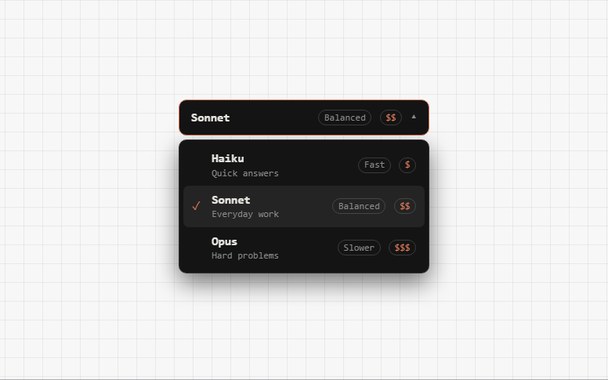 Sonnet Balanced $$ ▲
Haiku Fast $
Quick answers
✓ Sonnet Balanced $$
Everyday work
Opus Slower $$$
Hard problems